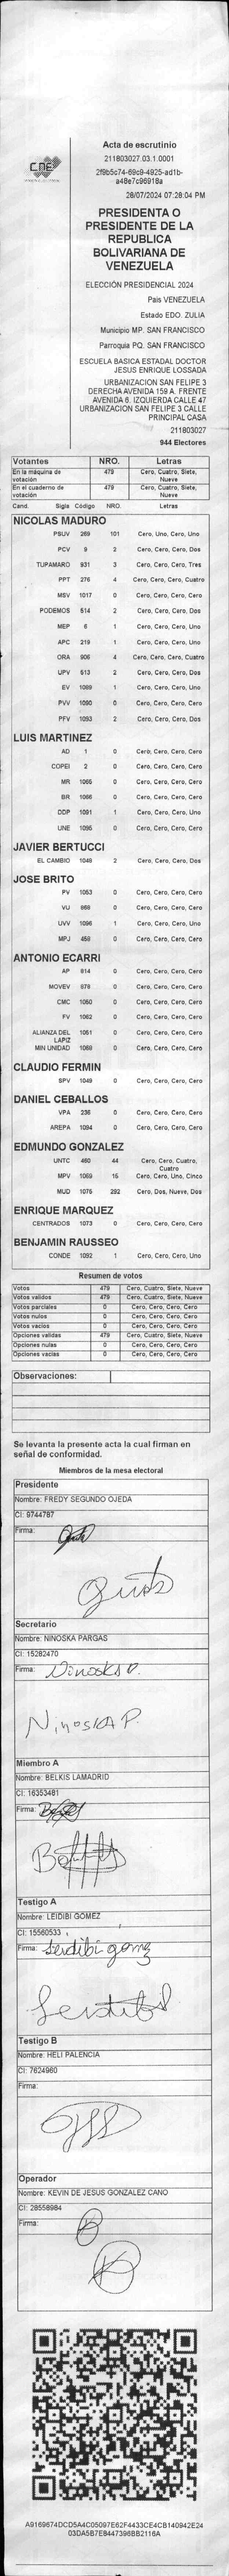 CNE
Acta de escrutinio
211803027.03.1.0001
2f9b5c74-69c9-4925-ad1b-
a48e7c96918a
28/07/2024 07:28:04 PM
PRESIDENTA O
PRESIDENTE DE LA
REPUBLICA
BOLIVARIANA DE
VENEZUELA
ELECCIÓN PRESIDENCIAL 2024
Pais VENEZUELA
Estado EDO. ZULIA
Municipio MP. SAN FRANCISCO
Parroquia PQ. SAN FRANCISCO
ESCUELA BASICA ESTADAL DOCTOR
JESUS ENRIQUE LOSSADA
URBANIZACION SAN FELIPE 3
DERECHA AVENIDA 159 A. FRENTE
AVENIDA 6. IZQUIERDA CALLE 47
URBANIZACION SAN FELIPE 3 CALLE
PRINCIPAL CASA
211803027
944 Electores
Votantes NRO. Letras
En la máquina de votación 479 Cero, Cuatro, Siete, Nueve
En el cuaderno de votación 479 Cero, Cuatro, Siete, Nueve
Cand. Sigla Código NRO. Letras
NICOLAS MADURO
PSUV 269 101 Cero, Uno, Cero, Uno
PCV 9 2 Cero, Cero, Cero, Dos
TUPAMARO 931 3 Cero, Cero, Cero, Tres
PPT 276 4 Cero, Cero, Cero, Cuatro
MSV 1017 0 Cero, Cero, Cero, Cero
PODEMOS 514 2 Cero, Cero, Cero, Dos
MEP 6 1 Cero, Cero, Cero, Uno
APC 219 1 Cero, Cero, Cero, Uno
ORA 906 4 Cero, Cero, Cero, Cuatro
UPV 513 2 Cero, Cero, Cero, Dos
EV 1089 1 Cero, Cero, Cero, Uno
PVV 1090 0 Cero, Cero, Cero, Cero
PFV 1093 2 Cero, Cero, Cero, Dos
LUIS MARTINEZ
AD 1 0 Cero, Cero, Cero, Cero
COPEI 2 0 Cero, Cero, Cero, Cero
MR 1065 0 Cero, Cero, Cero, Cero
BR 1066 0 Cero, Cero, Cero, Cero
DDP 1091 1 Cero, Cero, Cero, Uno
UNE 1095 0 Cero, Cero, Cero, Cero
JAVIER BERTUCCI
EL CAMBIO 1048 2 Cero, Cero, Cero, Dos
JOSE BRITO
PV 1053 0 Cero, Cero, Cero, Cero
VU 868 0 Cero, Cero, Cero, Cero
UVV 1096 1 Cero, Cero, Cero, Uno
MPJ 458 0 Cero, Cero, Cero, Cero
ANTONIO ECARRI
AP 914 0 Cero, Cero, Cero, Cero
MOVEV 978 0 Cero, Cero, Cero, Cero
CMC 1050 0 Cero, Cero, Cero, Cero
FV 1062 0 Cero, Cero, Cero, Cero
ALIANZA DEL LAPIZ 1051 0 Cero, Cero, Cero, Cero
MIN UNIDAD 1069 0 Cero, Cero, Cero, Cero
CLAUDIO FERMIN
SPV 1049 0 Cero, Cero, Cero, Cero
DANIEL CEBALLOS
VPA 236 0 Cero, Cero, Cero, Cero
AREPA 1094 0 Cero, Cero, Cero, Cero
EDMUNDO GONZALEZ
UNTC 460 44 Cero, Cero, Cuatro, Cuatro
MPV 1059 15 Cero, Cero, Uno, Cinco
MUD 1075 292 Cero, Dos, Nueve, Dos
ENRIQUE MARQUEZ
CENTRADOS 1073 0 Cero, Cero, Cero, Cero
BENJAMIN RAUSSEO
CONDE 1092 1 Cero, Cero, Cero, Uno
Resumen de votos
Votos 479 Cero, Cuatro, Siete, Nueve
Votos validos 479 Cero, Cuatro, Siete, Nueve
Votos parciales 0 Cero, Cero, Cero, Cero
Votos nulos 0 Cero, Cero, Cero, Cero
Votos vacios 0 Cero, Cero, Cero, Cero
Opciones validas 479 Cero, Cuatro, Siete, Nueve
Opciones nulas 0 Cero, Cero, Cero, Cero
Opciones vacias 0 Cero, Cero, Cero, Cero
Observaciones:
Se levanta la presente acta la cual firman en
señal de conformidad.
Miembros de la mesa electoral
Presidente
Nombre: FREDY SEGUNDO OJEDA
CI: 9744787
Firma:
Secretario
Nombre: NINOSKA PARGAS
CI: 15282470
Firma: Ninoska P.
Ninoska P.
Miembro A
Nombre: BELKIS LAMADRID
CI: 16353481
Firma:
Testigo A
Nombre: LEIDIBI GOMEZ
CI: 15560533
Firma: Leidibi gomez
Testigo B
Nombre: HELI PALENCIA
CI: 7624960
Firma:
Operador
Nombre: KEVIN DE JESUS GONZALEZ CANO
CI: 28558984
Firma:
A9169674DCD5A4C05097E62F4433CE4CB140942E24
03DA5B7E8447396BB2116A